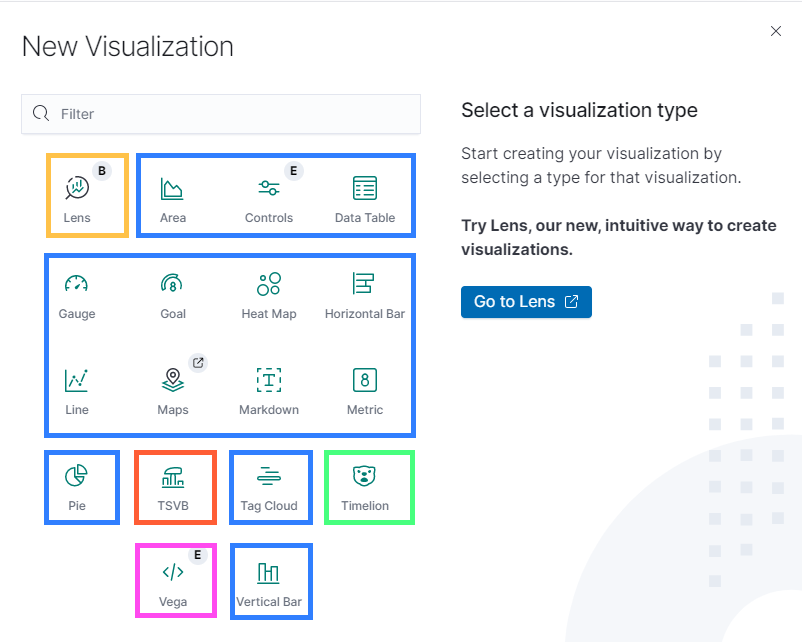 New Visualization
Filter
Select a visualization type
Start creating your visualization by
selecting a type for that visualization.
Try Lens, our new, intuitive way to create
visualizations.
Go to Lens
B
E
Lens Area Controls Data Table
8
Gauge Goal Heat Map Horizontal Bar
T 8
Line Maps Markdown Metric
Pie TSVB Tag Cloud Timelion
E
Vega Vertical Bar